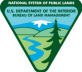 NATIONAL SYSTEM OF PUBLIC LANDS
U.S. DEPARTMENT OF THE INTERIOR
BUREAU OF LAND MANAGEMENT